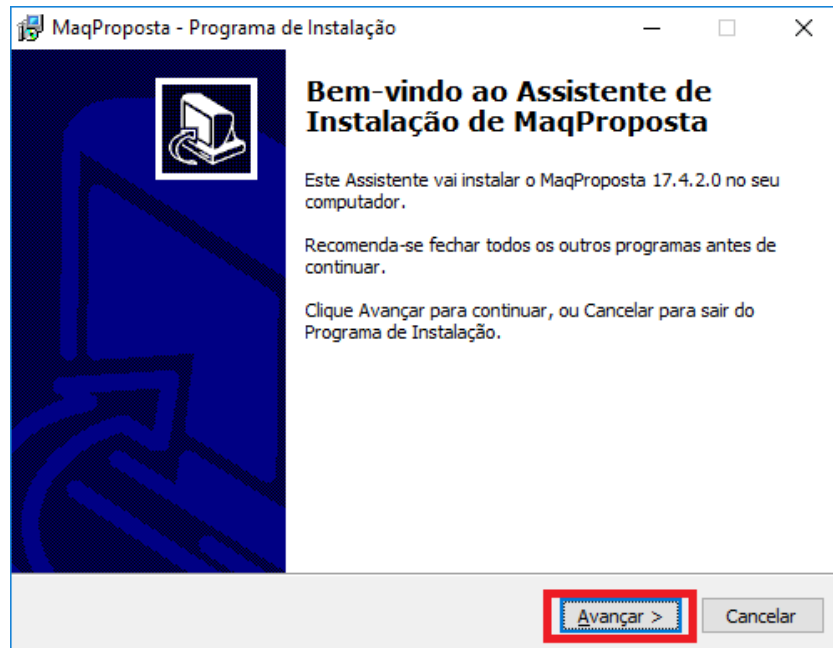 MaqProposta - Programa de Instalação
Bem-vindo ao Assistente de
Instalação de MaqProposta
Este Assistente vai instalar o MaqProposta 17.4.2.0 no seu
computador.
Recomenda-se fechar todos os outros programas antes de
continuar.
Clique Avançar para continuar, ou Cancelar para sair do
Programa de Instalação.
Avançar >
Cancelar